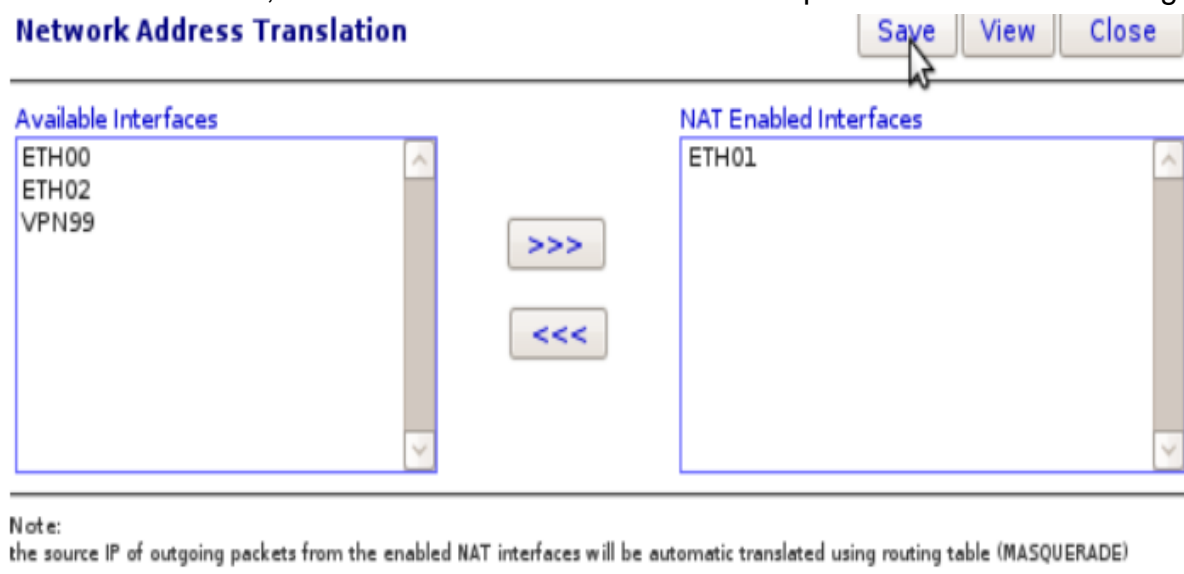 Network Address Translation
Save View Close
Available Interfaces
NAT Enabled Interfaces
ETH00
ETH02
VPN99
ETH01
>>>
<<<
Note:
the source IP of outgoing packets from the enabled NAT interfaces will be automatic translated using routing table (MASQUERADE)